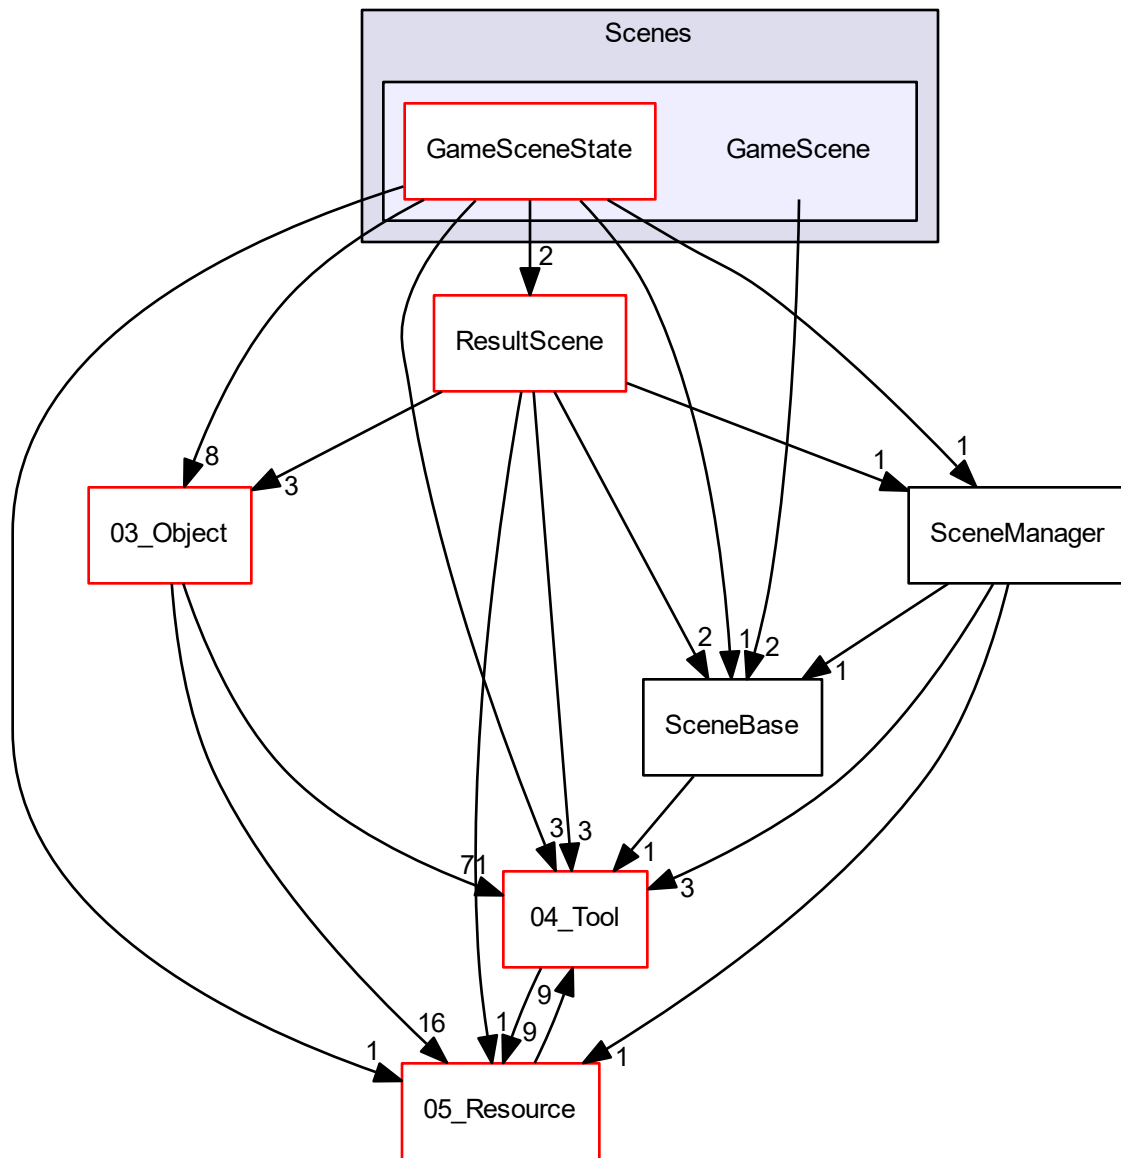 Scenes
GameSceneState
GameScene
2
ResultScene
8
3
1
1
03_Object
SceneManager
2
1
2
1
SceneBase
71
3
3
1
3
04_Tool
9
16
1
9
1
1
05_Resource